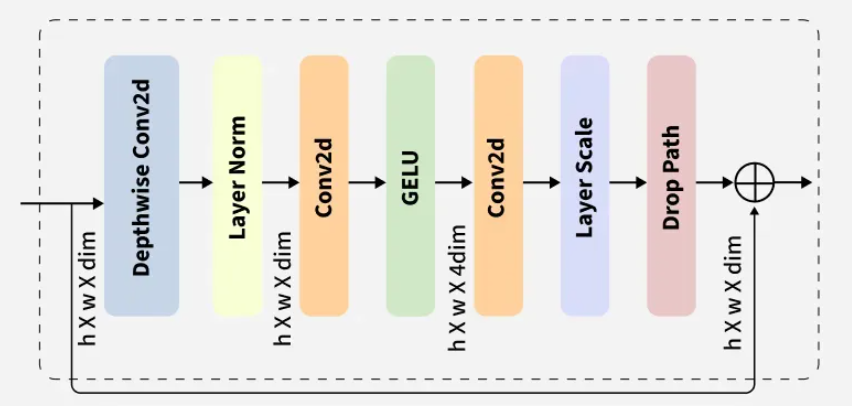 h X w X dim
Depthwise Conv2d
Layer Norm
h X w X dim
Conv2d
GELU
h X w X 4dim
Conv2d
Layer Scale
Drop Path
h X w X dim